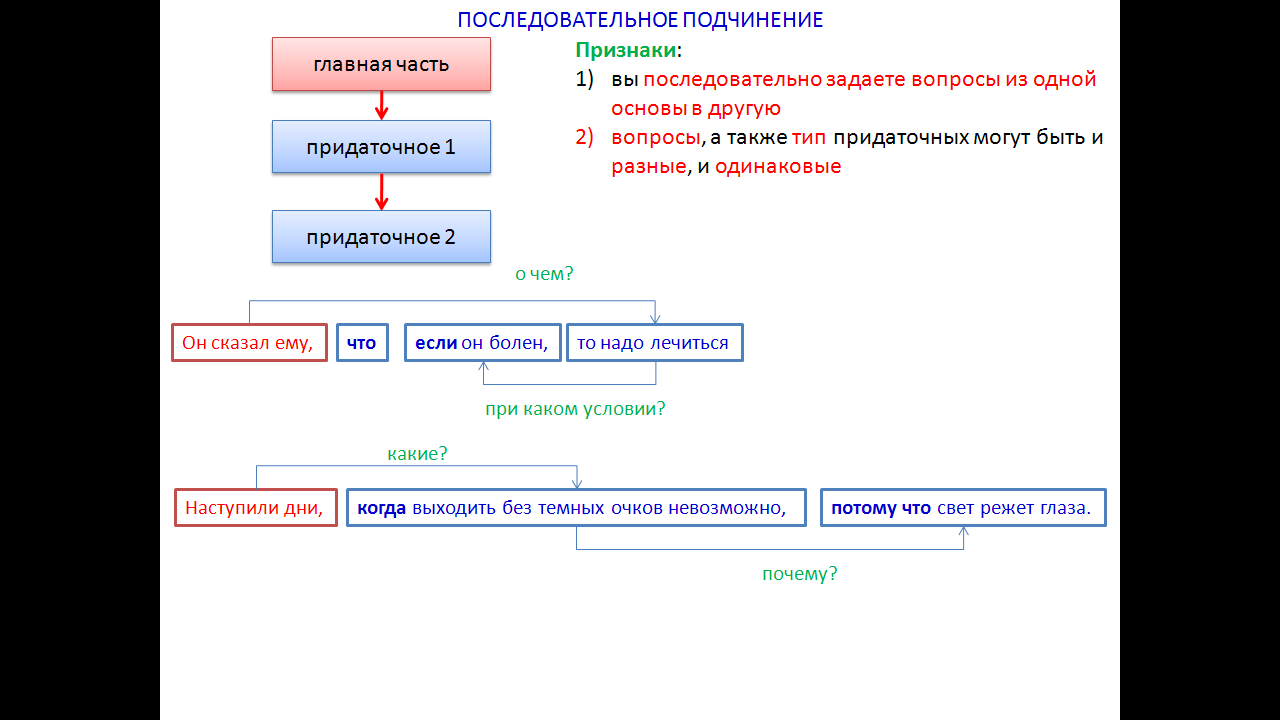 ПОСЛЕДОВАТЕЛЬНОЕ ПОДЧИНЕНИЕ
главная часть
придаточное 1
придаточное 2
Признаки:
1) вы последовательно задаете вопросы из одной
основы в другую
2) вопросы, а также тип придаточных могут быть и
разные, и одинаковые
о чем?
Он сказал ему, что если он болен, то надо лечиться
при каком условии?
какие?
Наступили дни, когда выходить без темных очков невозможно, потому что свет режет глаза.
почему?